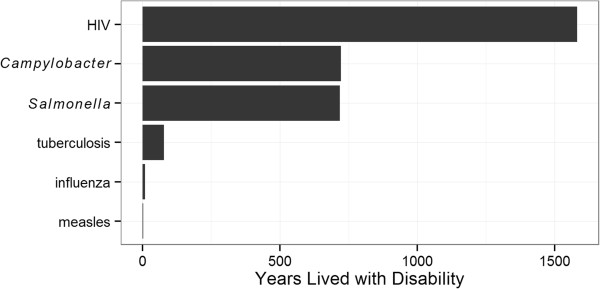 HIV
Campylobacter
Salmonella
tuberculosis
influenza
measles
0 500 1000 1500
Years Lived with Disability